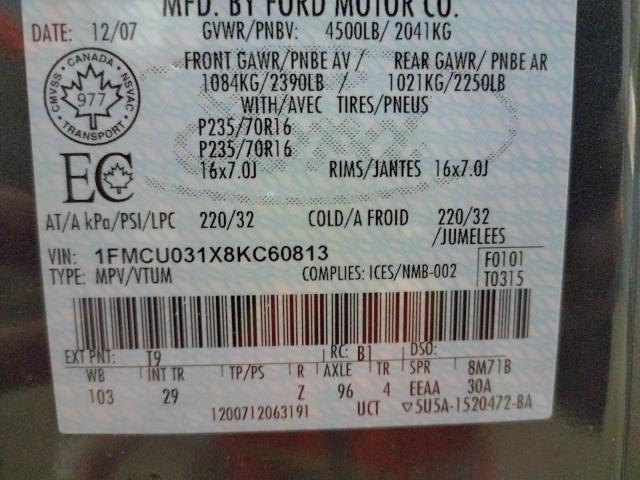 MFD. BY FORD MOTOR CO.
DATE: 12/07 GVWR/PNBV: 4500LB/ 2041KG
FRONT GAWR/PNBE AV / REAR GAWR/ PNBE AR
1084KG/2390LB / 1021KG/2250LB
WITH/AVEC TIRES/PNEUS
CANADA
CMVSS NSVAC
977
TRANSPORT
P235/70R16
P235/70R16
EC 16x7.0J RIMS/JANTES 16x7.0J
AT/A kPa/PSI/LPC 220/32 COLD/A FROID 220/32
/JUMELEES
VIN: 1FMCU031X8KC60813 F0101
TYPE: MPV/VTUM COMPLIES: ICES/NMB-002 T0315
EXT PNT: T9 RC: B1 DSO:
WB INT TR TP/PS R AXLE TR SPR 8M71B
103 29 Z 96 4 EEAA 30A
1200712063191 UCT ▽5U5A-1520472-BA